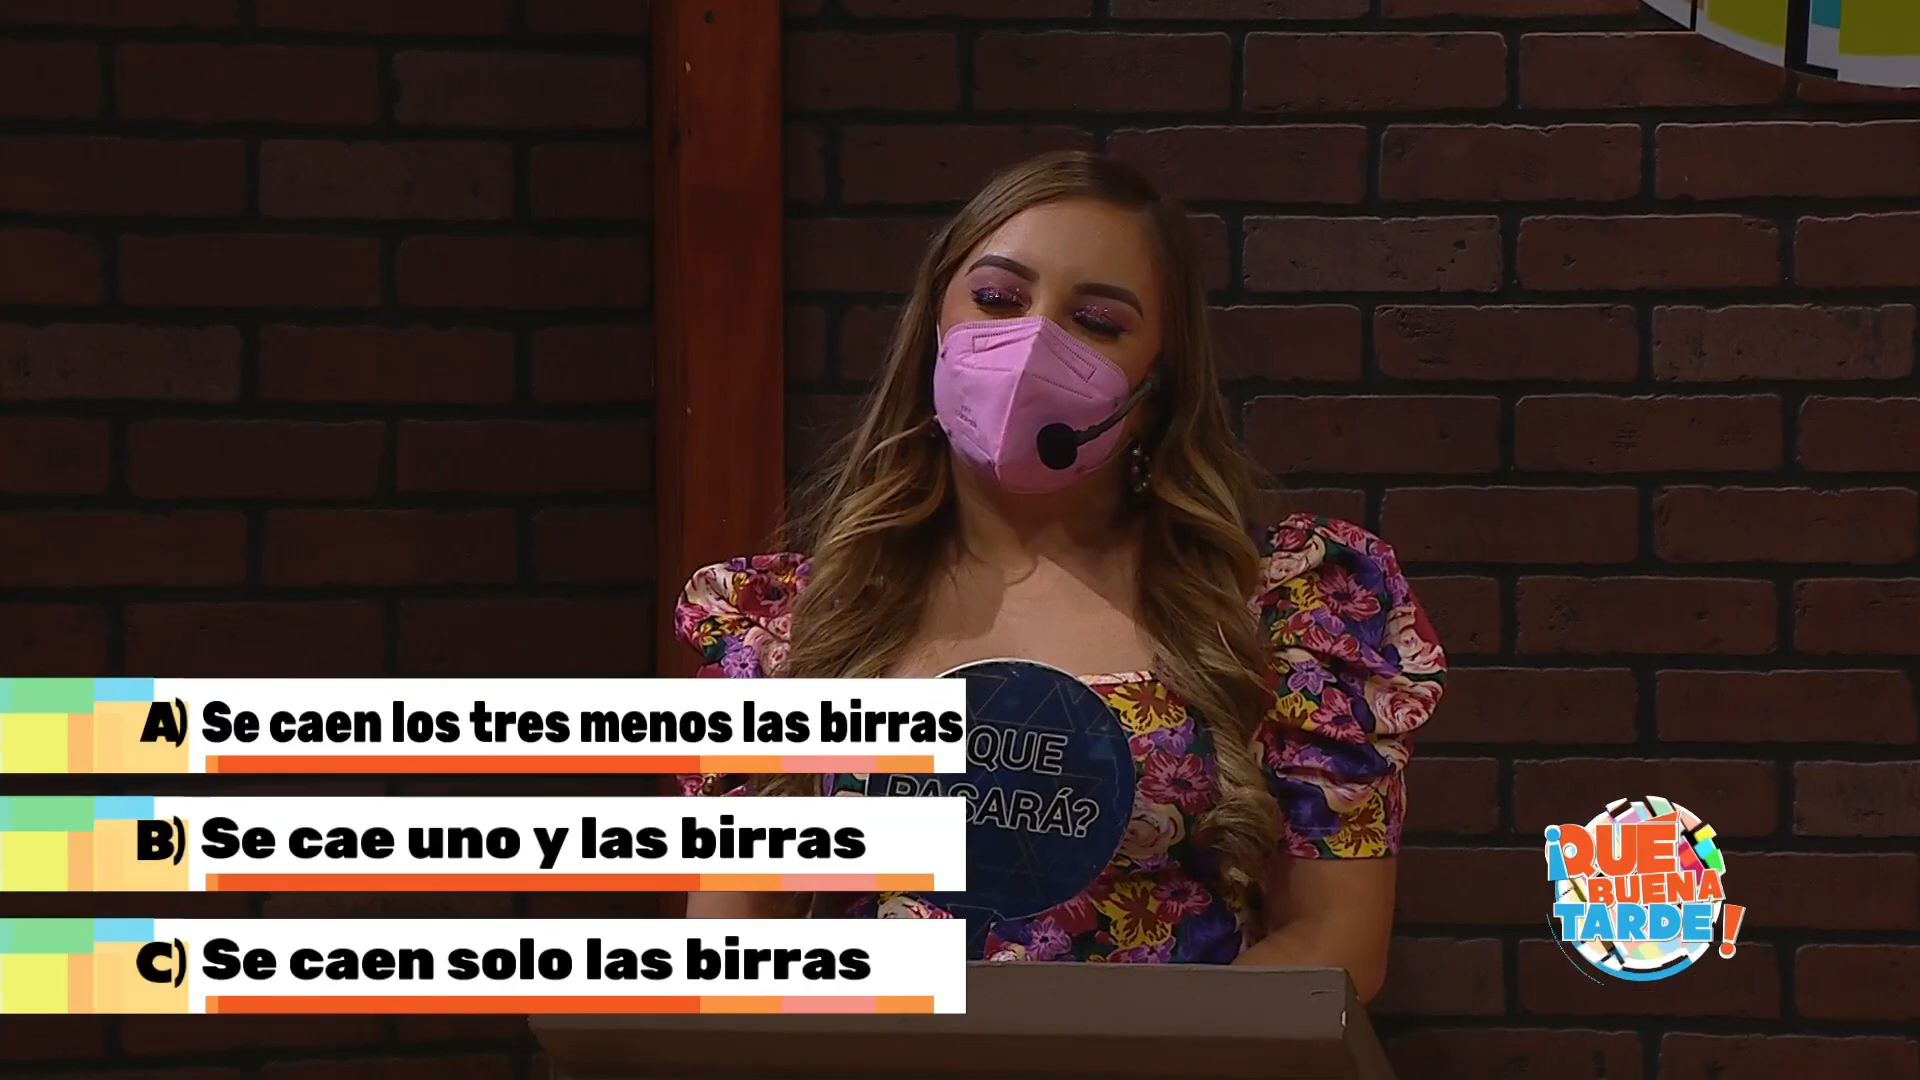 A) Se caen los tres menos las birras
QUE
PASARÁ?
B) Se cae uno y las birras
C) Se caen solo las birras
¡QUÉ
BUENA
TARDE!